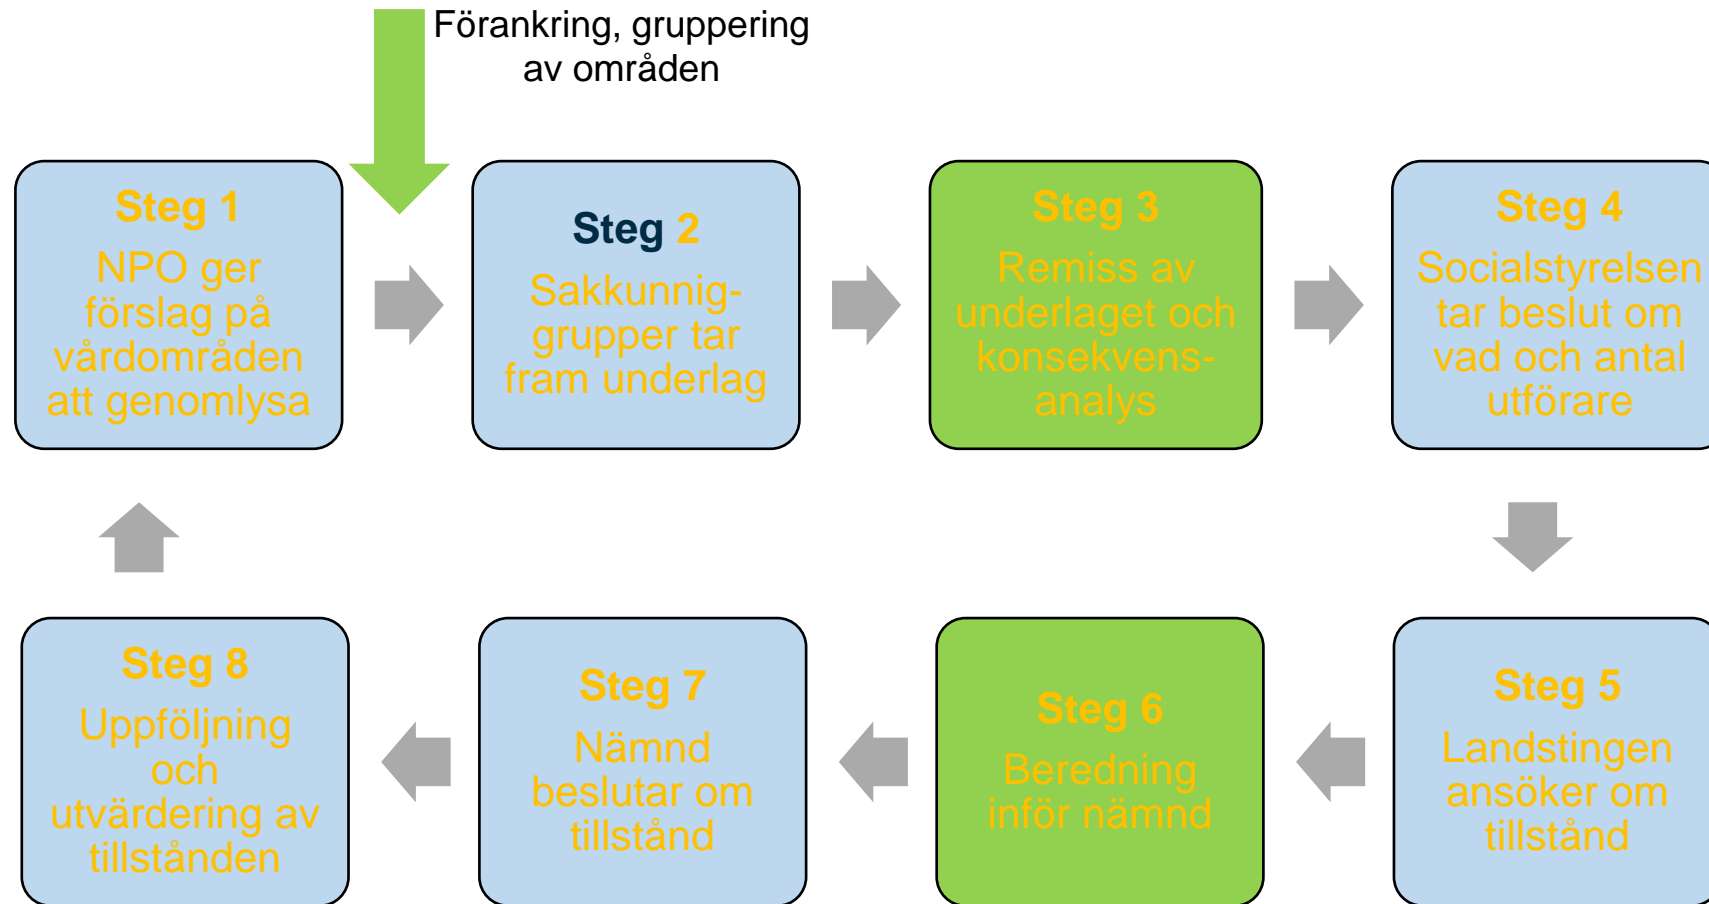 Förankring, gruppering
av områden
Steg 1
NPO ger
förslag på
vårdområden
att genomlysa
Steg 2
Sakkunnig-
grupper tar
fram underlag
Steg 3
Remiss av
underlaget och
konsekvens-
analys
Steg 4
Socialstyrelsen
tar beslut om
vad och antal
utförare
Steg 5
Landstingen
ansöker om
tillstånd
Steg 6
Beredning
inför nämnd
Steg 7
Nämnd
beslutar om
tillstånd
Steg 8
Uppföljning
och
utvärdering av
tillstånden